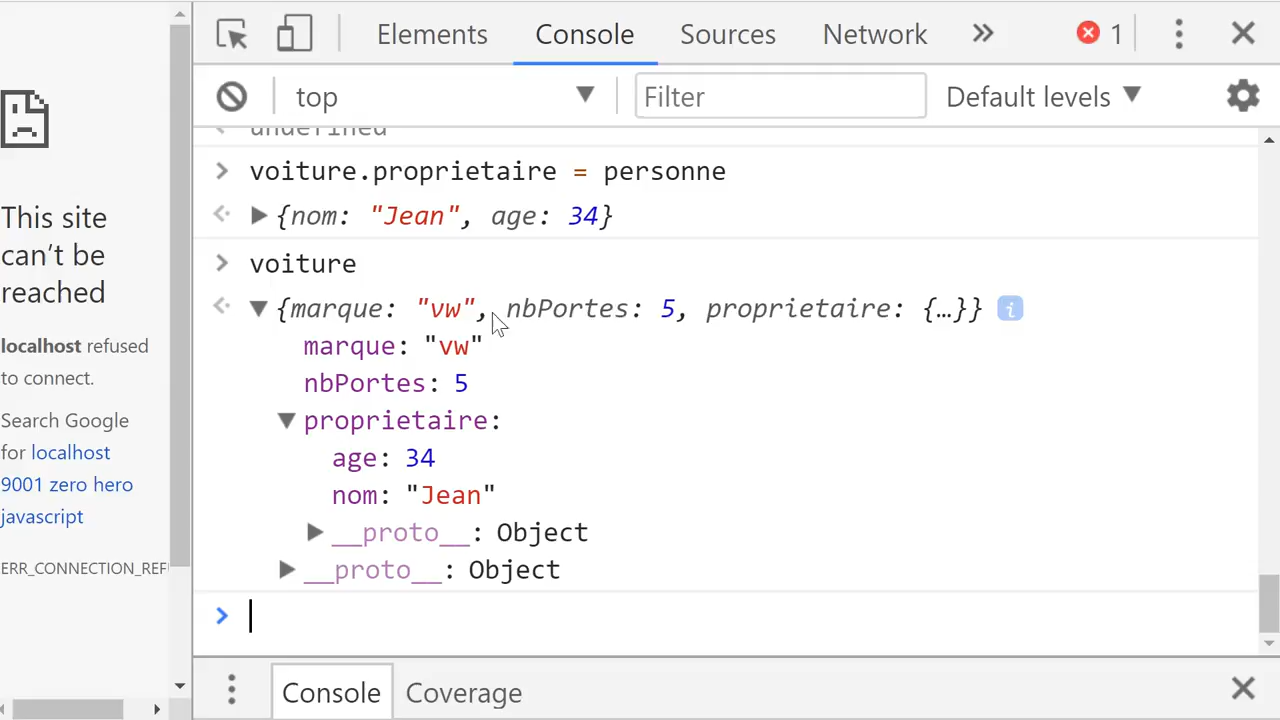 Elements Console Sources Network » 1
top Filter Default levels
undefined
> voiture.proprietaire = personne
{nom: "Jean", age: 34}
> voiture
{marque: "vw", nbPortes: 5, proprietaire: {…}} i
marque: "vw"
nbPortes: 5
proprietaire:
age: 34
nom: "Jean"
__proto__: Object
__proto__: Object
>
Console Coverage
This site
can’t be
reached
localhost refused
to connect.
Search Google
for localhost
9001 zero hero
javascript
ERR_CONNECTION_REF